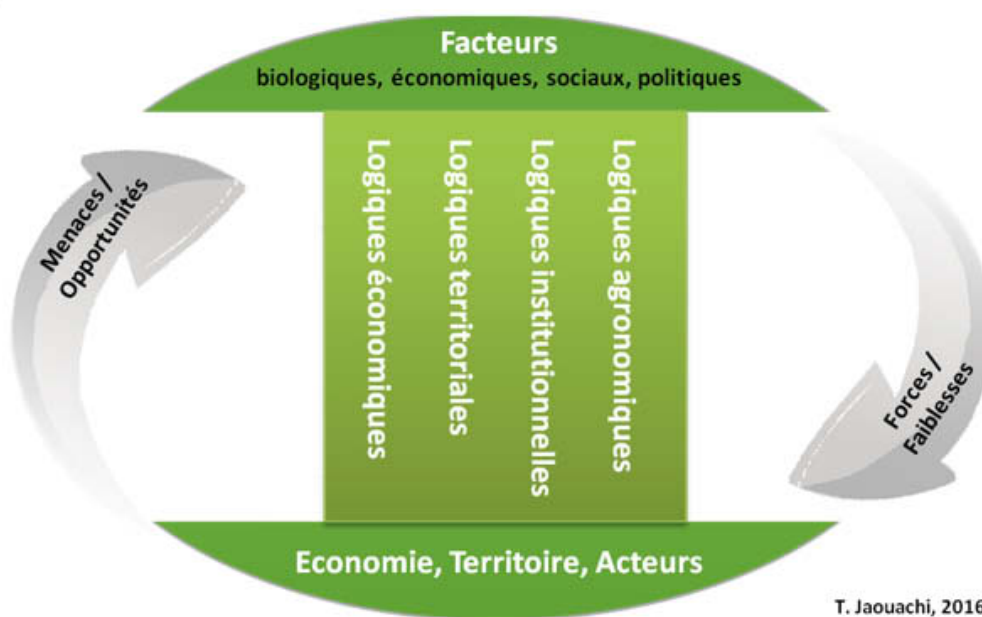 Facteurs
biologiques, économiques, sociaux, politiques
Menaces /
Opportunités
Logiques économiques
Logiques territoriales
Logiques institutionnelles
Logiques agronomiques
Forces /
Faiblesses
Economie, Territoire, Acteurs
T. Jaouachi, 2016